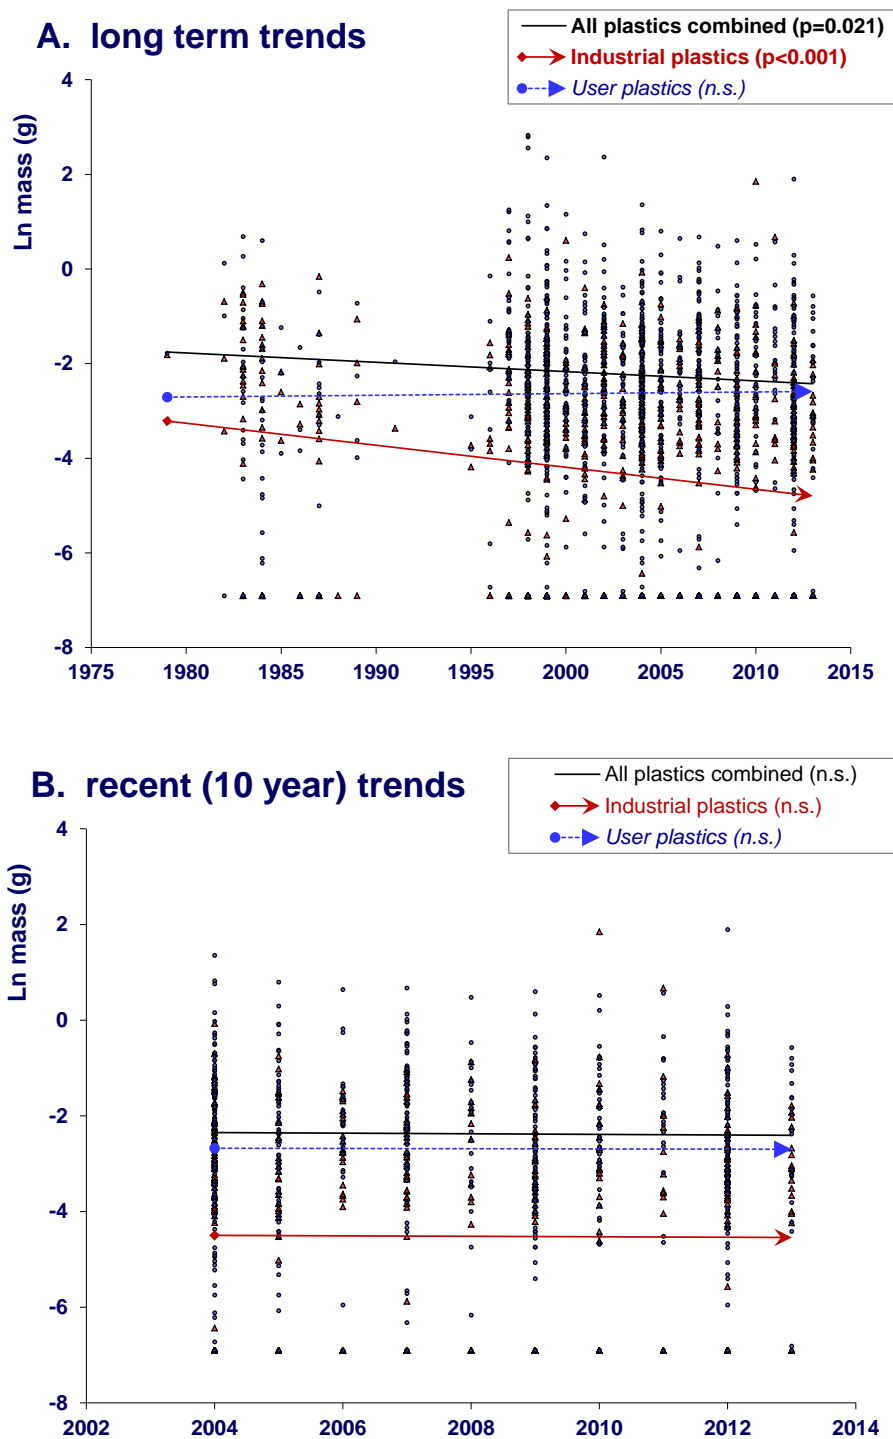 A.  long term trends
All plastics combined (p=0.021)
Industrial plastics (p<0.001)
User plastics (n.s.)
Ln mass (g)
4
2
0
-2
-4
-6
-8
1975 1980 1985 1990 1995 2000 2005 2010 2015
B.  recent (10 year) trends
All plastics combined (n.s.)
Industrial plastics (n.s.)
User plastics (n.s.)
Ln mass (g)
4
2
0
-2
-4
-6
-8
2002 2004 2006 2008 2010 2012 2014